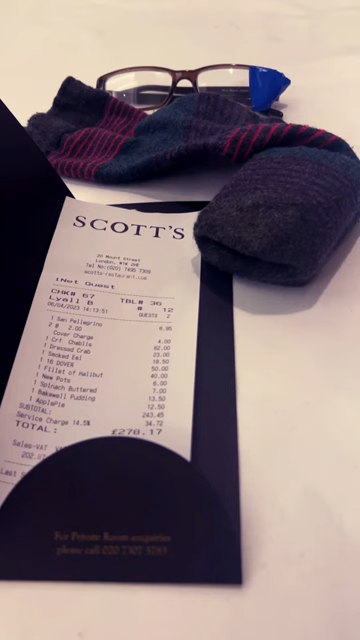 SCOTT'S
20 Mount Street
London, W1K 2HE
Tel No:(020) 7495 7309
scotts-restaurant.com
1Not Guest
CHK# 67 TBL# 36
Lyall B # 12
06/04/2023 14:13:51 GUESTS 2
1 San Pellegrino 6.95
2 @ 2.00
Cover Charge 4.00
1 Crf Chablis 62.00
1 Dressed Crab 23.00
1 Smoked Eel 18.50
1 16 DOVER 50.00
1 Fillet of Halibut 40.00
1 New Pots 6.00
1 Spinach Buttered 7.00
1 Bakewell Pudding 13.50
1 ApplePie 12.50
SUBTOTAL: 243.45
Service Charge 14.5% 34.72
TOTAL: £278.17
Sales-VAT
For Private Room enquiries
phone call 020 7307 5783